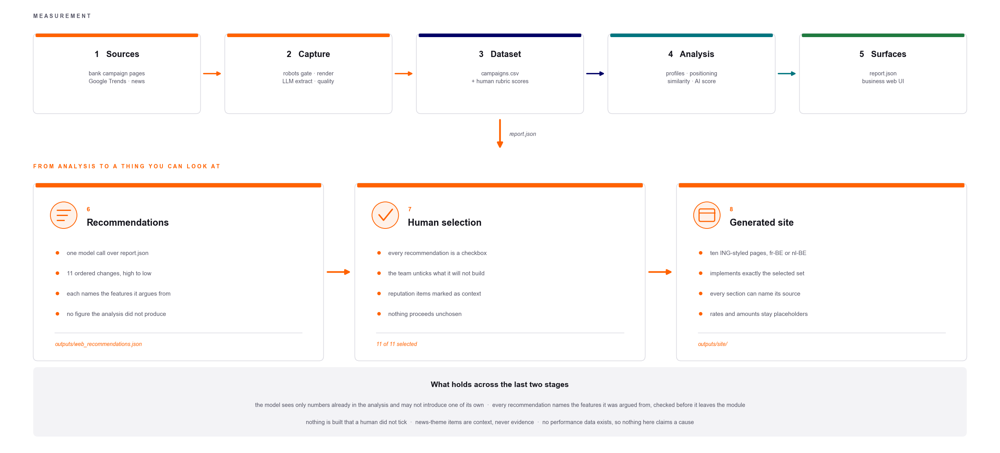 MEASUREMENT
1 Sources
bank campaign pages
Google Trends · news
2 Capture
robots gate · render
LLM extract · quality
3 Dataset
campaigns.csv
+ human rubric scores
4 Analysis
profiles · positioning
similarity · AI score
5 Surfaces
report.json
business web UI
report.json
FROM ANALYSIS TO A THING YOU CAN LOOK AT
6
Recommendations
one model call over report.json
11 ordered changes, high to low
each names the features it argues from
no figure the analysis did not produce
outputs/web_recommendations.json
7
Human selection
every recommendation is a checkbox
the team unticks what it will not build
reputation items marked as context
nothing proceeds unchosen
11 of 11 selected
8
Generated site
ten ING-styled pages, fr-BE or nl-BE
implements exactly the selected set
every section can name its source
rates and amounts stay placeholders
outputs/site/
What holds across the last two stages
the model sees only numbers already in the analysis and may not introduce one of its own · every recommendation names the features it was argued from, checked before it leaves the module
nothing is built that a human did not tick · news-theme items are context, never evidence · no performance data exists, so nothing here claims a cause